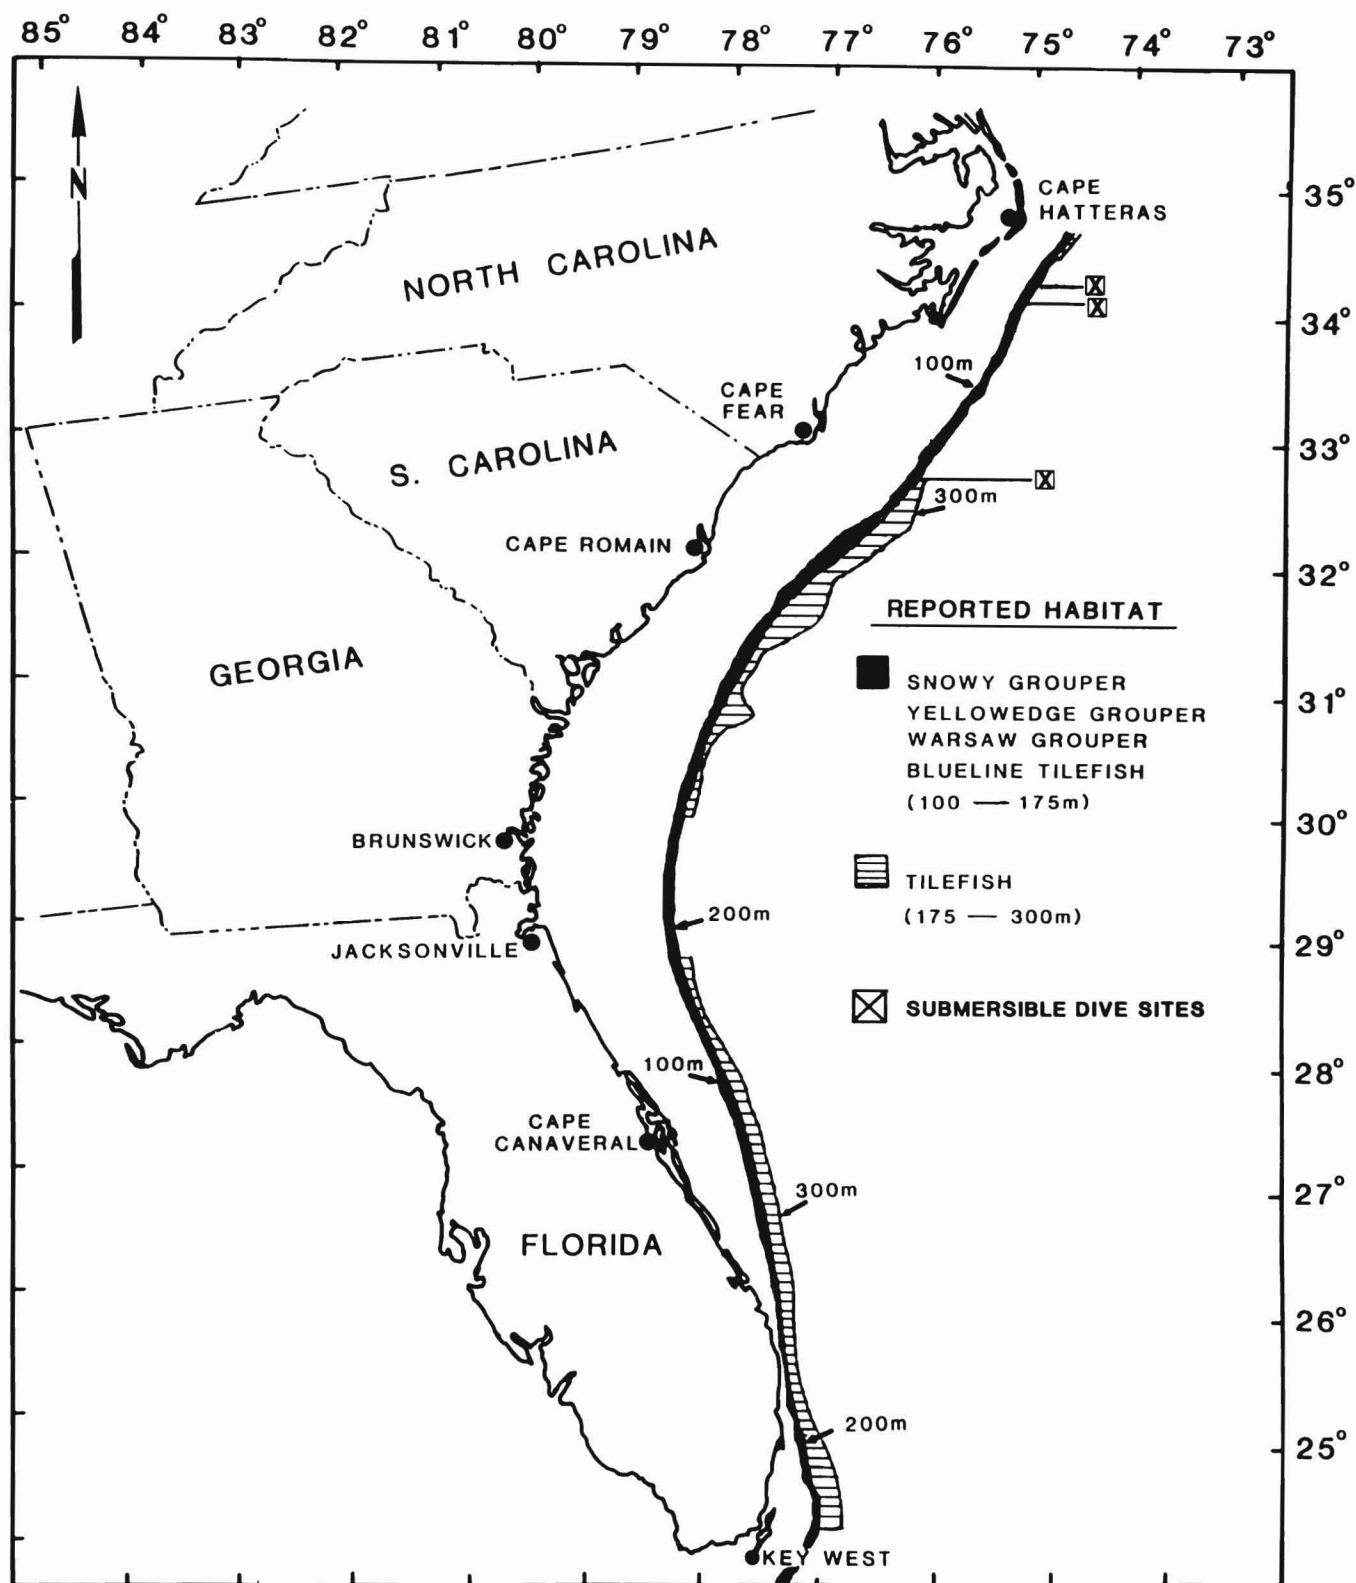 85° 84° 83° 82° 81° 80° 79° 78° 77° 76° 75° 74° 73°
N
CAPE
HATTERAS
35°
NORTH CAROLINA
X
X
34°
100m
CAPE
FEAR
33°
S. CAROLINA
X
300m
CAPE ROMAIN
32°
REPORTED HABITAT
GEORGIA
SNOWY GROUPER
31°
YELLOWEDGE GROUPER
WARSAW GROUPER
BLUELINE TILEFISH
(100 — 175m)
30°
BRUNSWICK
TILEFISH
(175 — 300m)
200m
29°
JACKSONVILLE
SUBMERSIBLE DIVE SITES
100m
28°
CAPE
CANAVERAL
300m
27°
FLORIDA
26°
200m
25°
KEY WEST